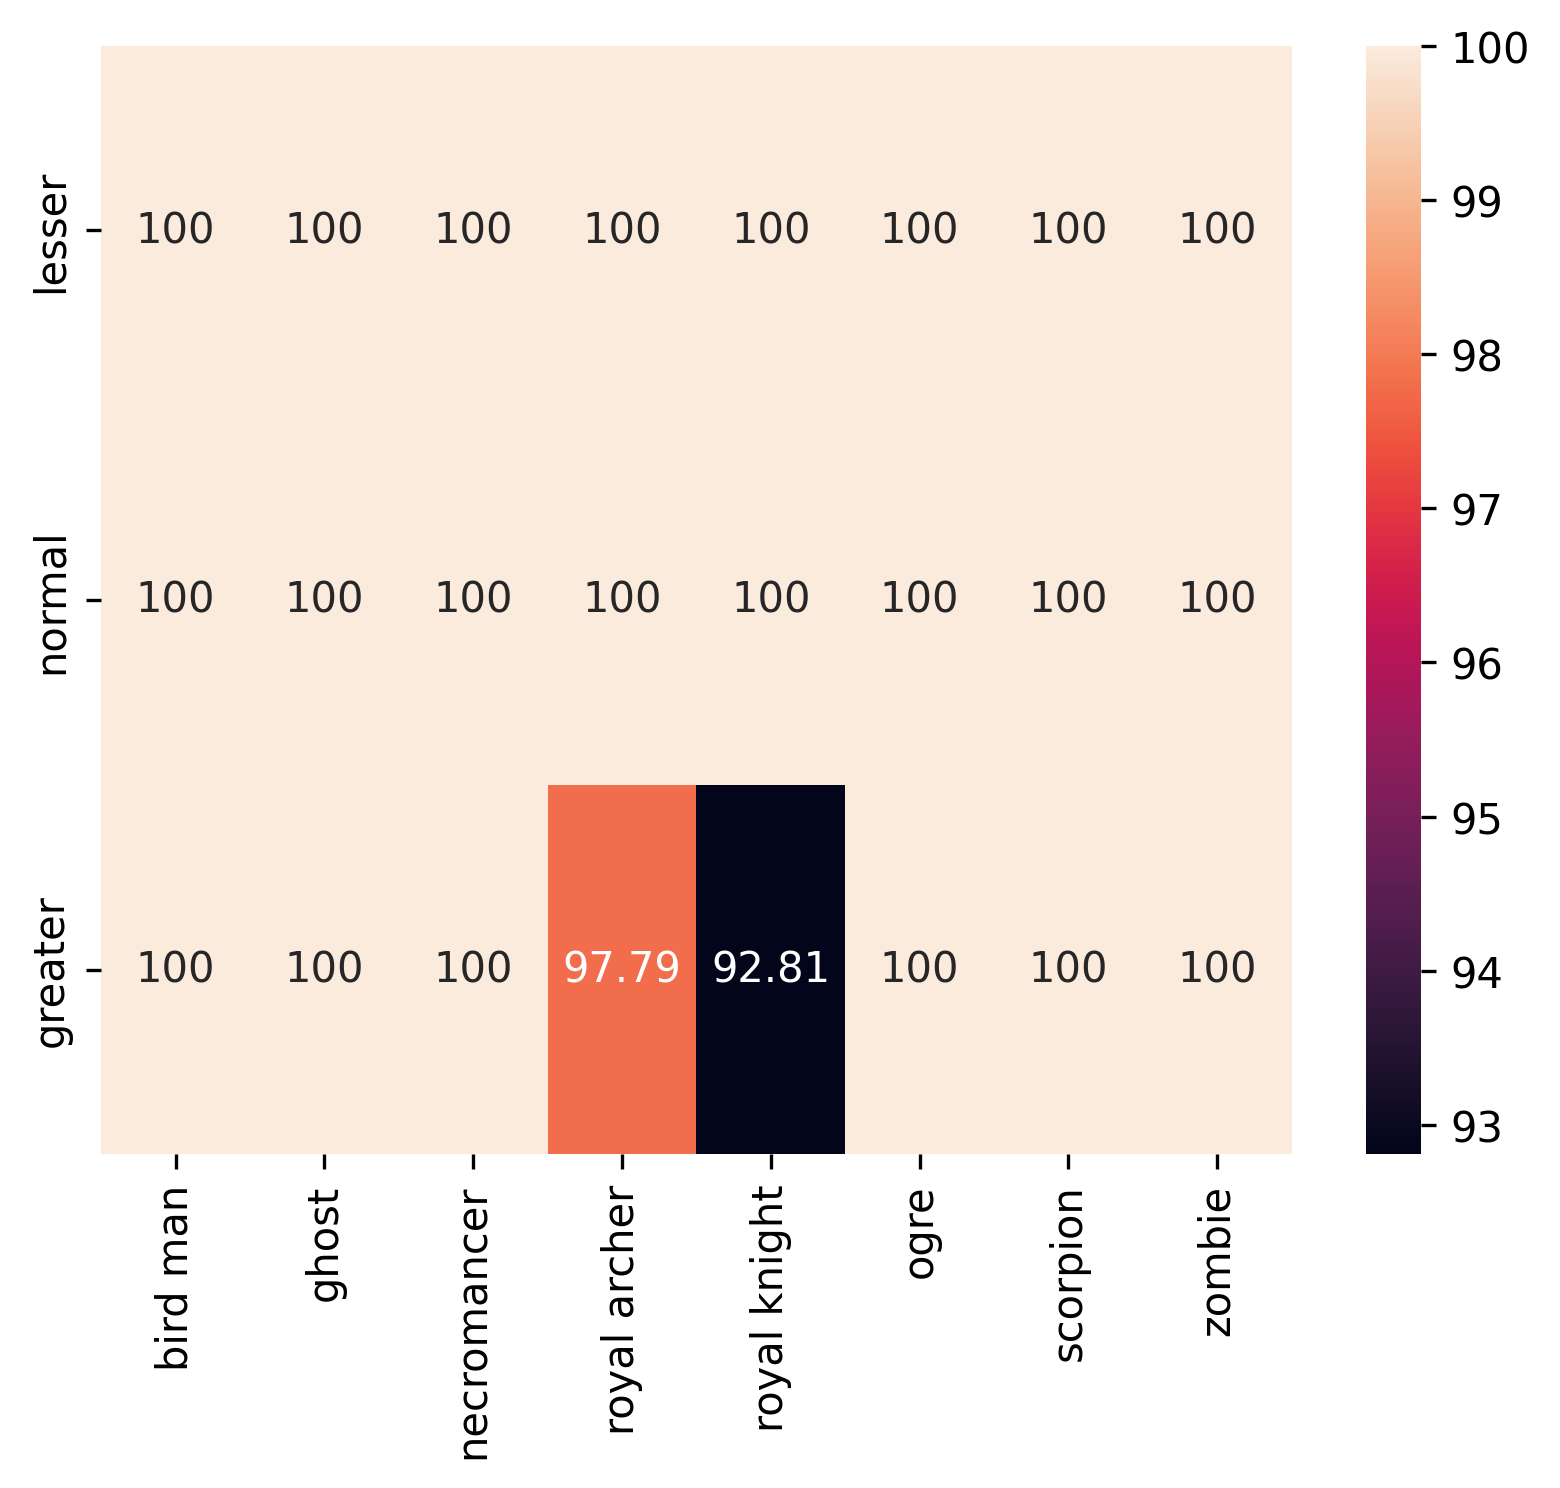 100
99
98
97
96
95
94
93
lesser
100 100 100 100 100 100 100 100
normal
100 100 100 100 100 100 100 100
greater
100 100 100 97.79 92.81 100 100 100
bird man
ghost
necromancer
royal archer
royal knight
ogre
scorpion
zombie